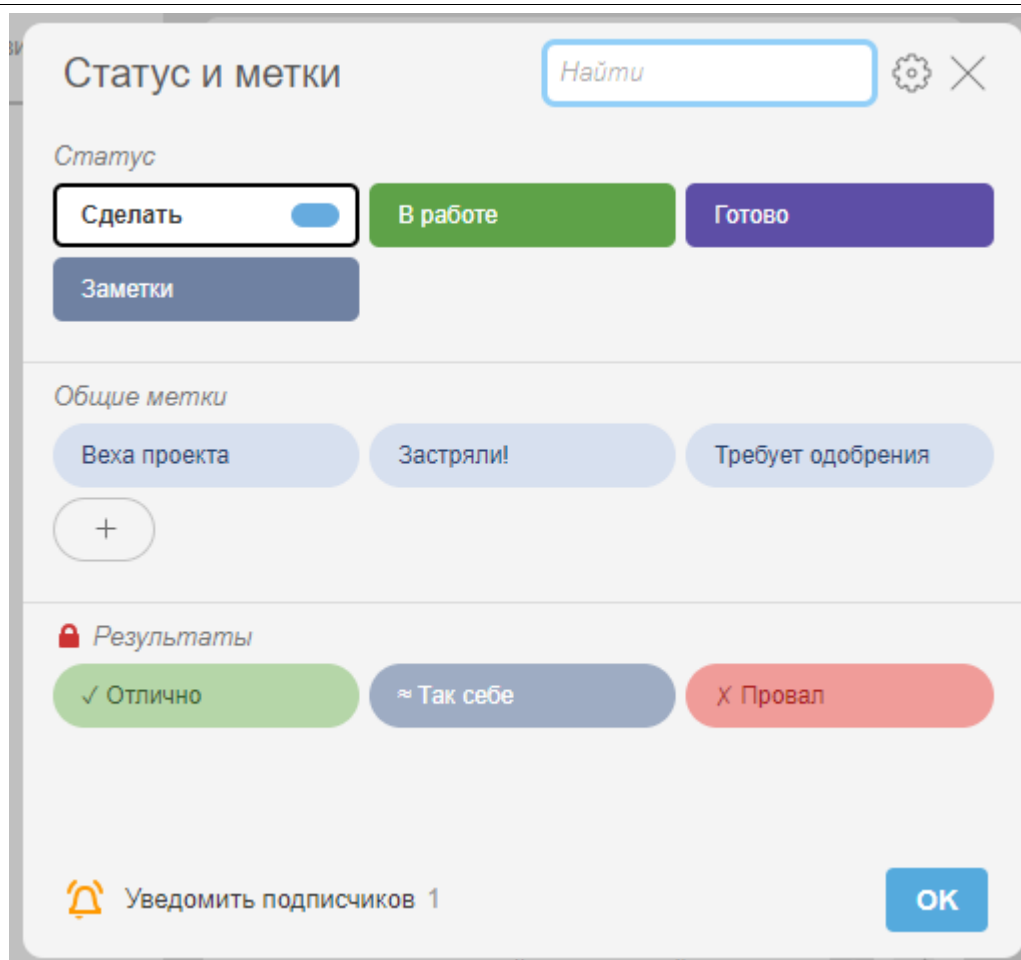 Статус и метки
Найти
Статус
Сделать
В работе
Готово
Заметки
Общие метки
Веха проекта
Застряли!
Требует одобрения
+
Результаты
✓ Отлично
≈ Так себе
✗ Провал
Уведомить подписчиков 1
OK